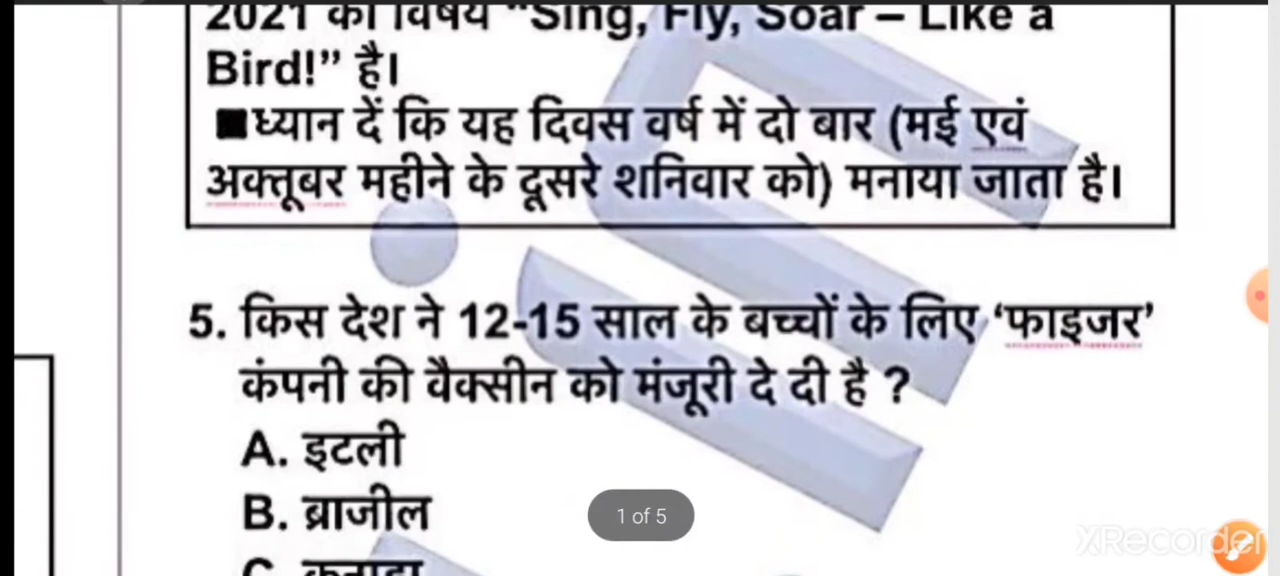 2021 का विषय "Sing, Fly, Soar – Like a
Bird!” है।
■ध्यान दें कि यह दिवस वर्ष में दो बार (मई एवं
अक्तूबर महीने के दूसरे शनिवार को) मनाया जाता है।
5. किस देश ने 12-15 साल के बच्चों के लिए ‘फाइजर’
कंपनी की वैक्सीन को मंजूरी दे दी है ?
A. इटली
B. ब्राजील
C. कनाडा
1 of 5
XRecorder